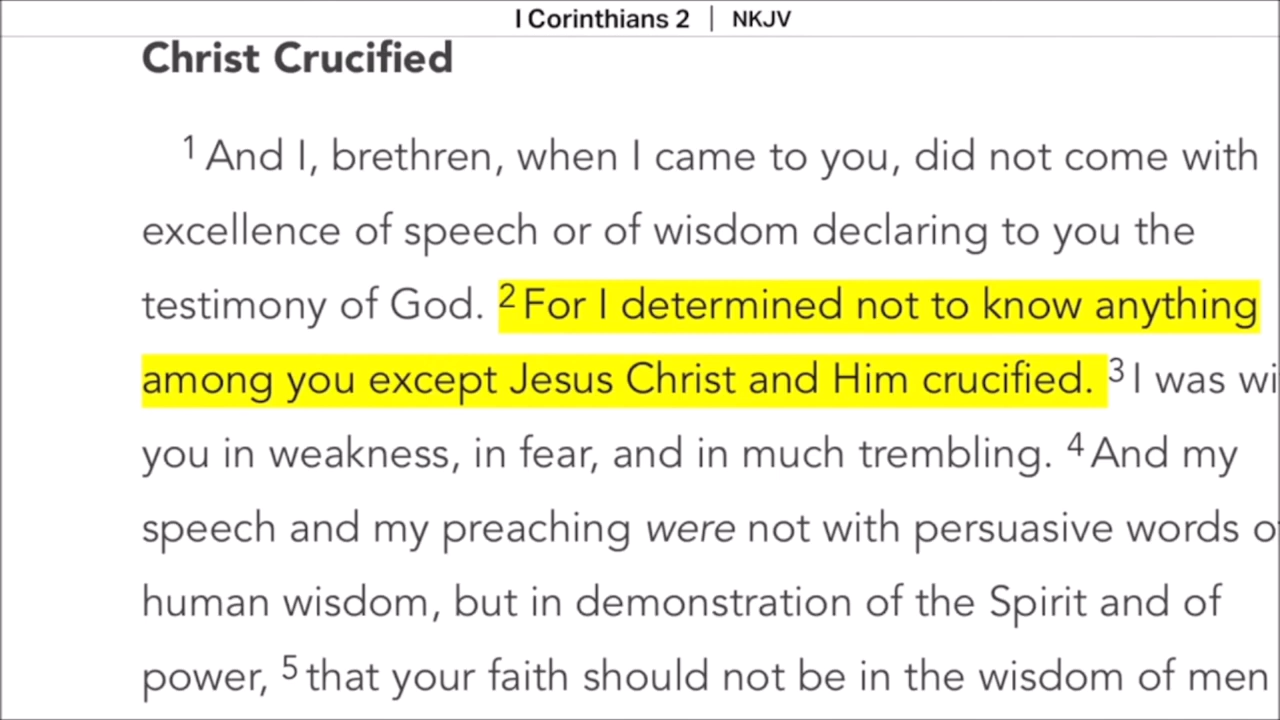 I Corinthians 2 | NKJV
Christ Crucified
1 And I, brethren, when I came to you, did not come with
excellence of speech or of wisdom declaring to you the
testimony of God. 2 For I determined not to know anything
among you except Jesus Christ and Him crucified. 3 I was wi
you in weakness, in fear, and in much trembling. 4 And my
speech and my preaching were not with persuasive words o
human wisdom, but in demonstration of the Spirit and of
power, 5 that your faith should not be in the wisdom of men